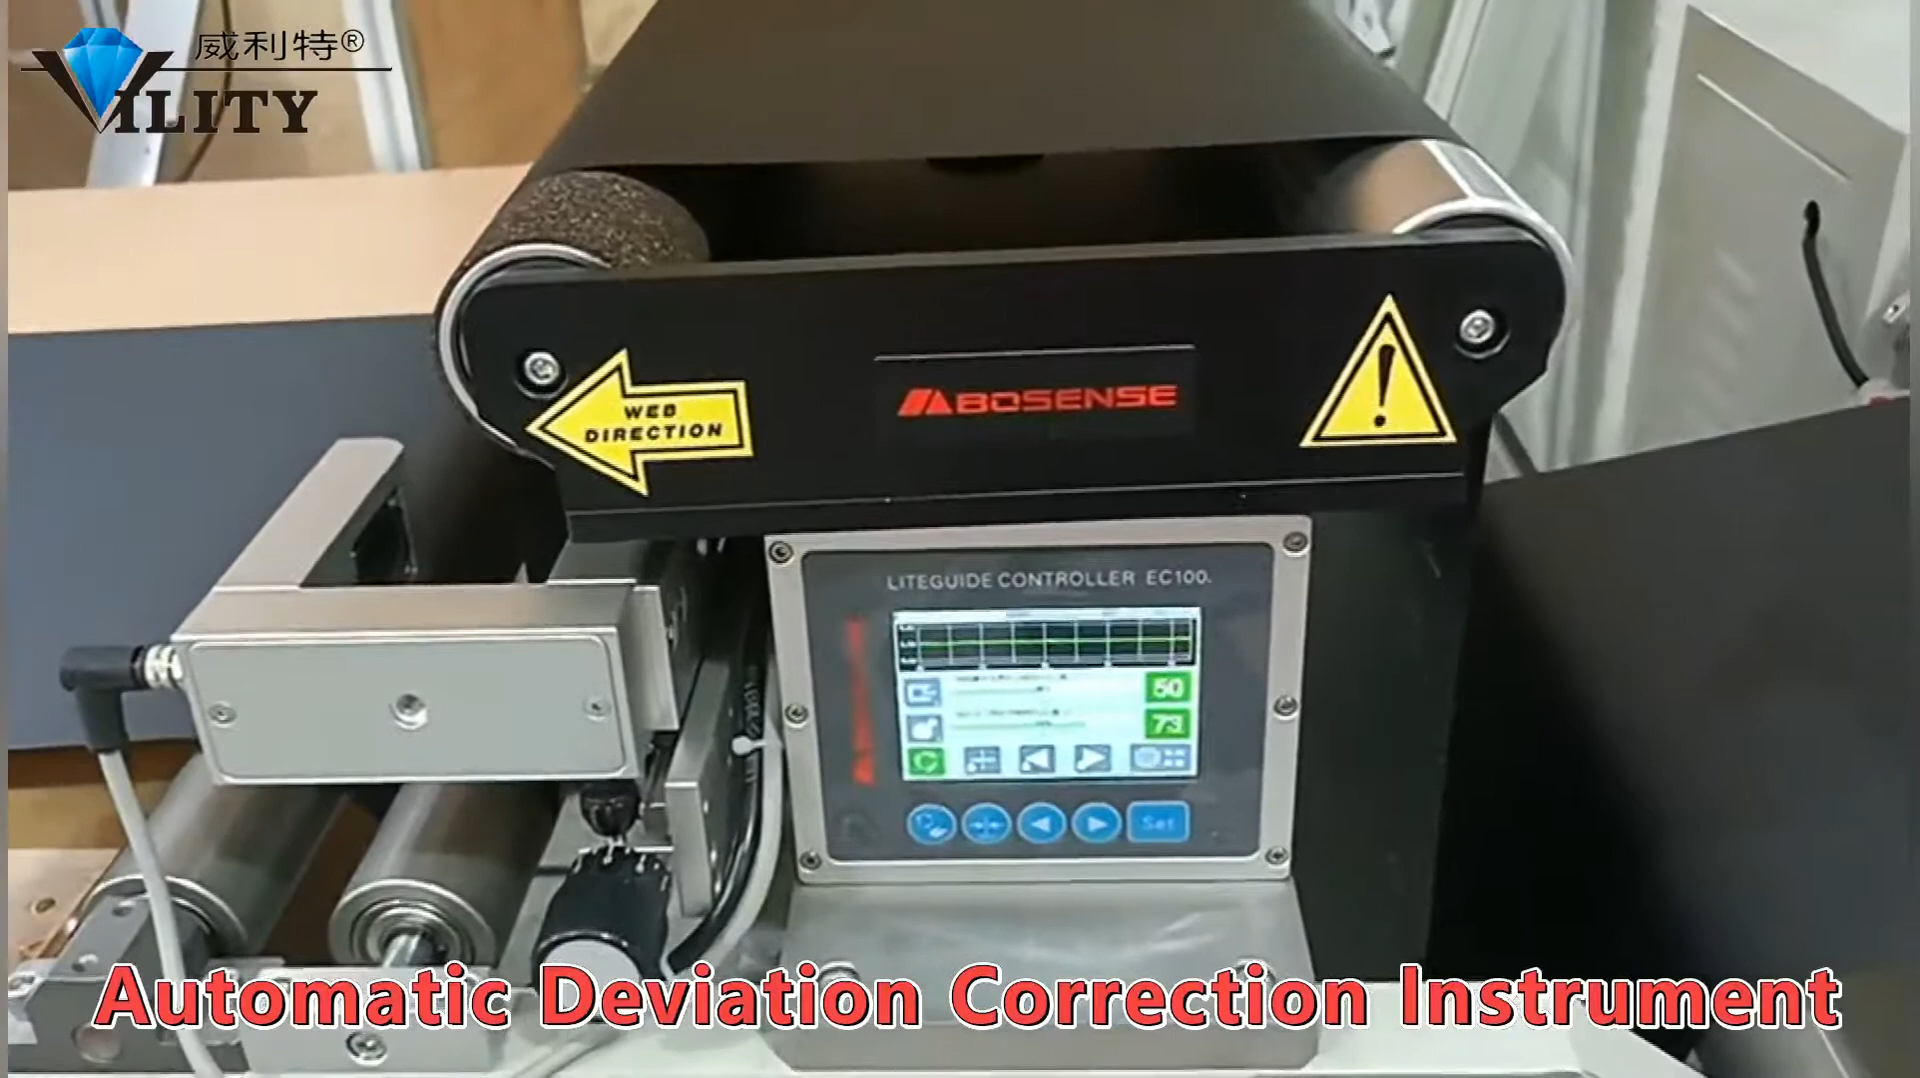 威利特®
VILITY
WEB
DIRECTION
BOSENSE
LITEGUIDE CONTROLLER EC100.
50
73
Set
Automatic Deviation Correction Instrument